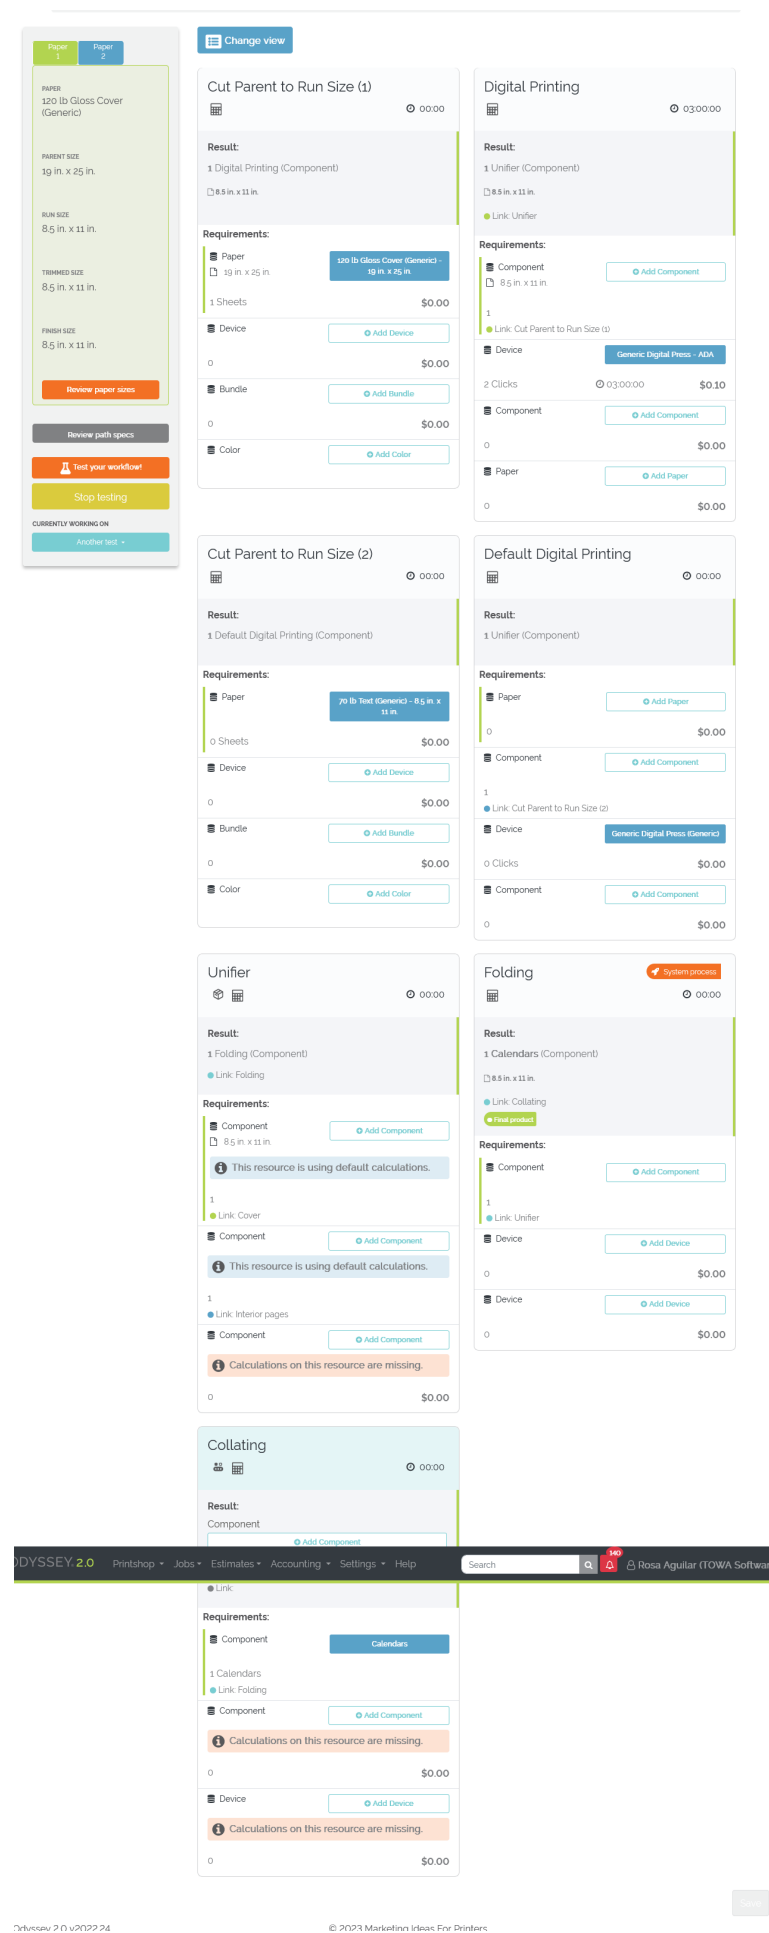 Paper
1
Paper
2
PAPER
120 lb Gloss Cover
(Generic)
PARENT SIZE
19 in. x 25 in.
RUN SIZE
8.5 in. x 11 in.
TRIMMED SIZE
8.5 in. x 11 in.
FINISH SIZE
8.5 in. x 11 in.
Review paper sizes
Review path specs
Test your workflow!
Stop testing
CURRENTLY WORKING ON
Another test
Change view
Cut Parent to Run Size (1)
00:00
Result:
1 Digital Printing (Component)
8.5 in. x 11 in.
Requirements:
Paper
19 in. x 25 in.
120 lb Gloss Cover (Generic) -
19 in. x 25 in.
1 Sheets
$0.00
Device
Add Device
0
$0.00
Bundle
Add Bundle
0
$0.00
Color
Add Color
Digital Printing
03:00:00
Result:
1 Unifier (Component)
8.5 in. x 11 in.
Link: Unifier
Requirements:
Component
8.5 in. x 11 in.
Add Component
1
Link: Cut Parent to Run Size (1)
Device
Generic Digital Press - ADA
2 Clicks
03:00:00
$0.10
Component
Add Component
0
$0.00
Paper
Add Paper
0
$0.00
Cut Parent to Run Size (2)
00:00
Result:
1 Default Digital Printing (Component)
Requirements:
Paper
70 lb Text (Generic) - 8.5 in. x
11 in.
0 Sheets
$0.00
Device
Add Device
0
$0.00
Bundle
Add Bundle
0
$0.00
Color
Add Color
Default Digital Printing
00:00
Result:
1 Unifier (Component)
Requirements:
Paper
Add Paper
0
$0.00
Component
Add Component
1
Link: Cut Parent to Run Size (2)
Device
Generic Digital Press (Generic)
0 Clicks
$0.00
Component
Add Component
0
$0.00
Unifier
00:00
Result:
1 Folding (Component)
Link: Folding
Requirements:
Component
8.5 in. x 11 in.
Add Component
This resource is using default calculations.
1
Link: Cover
Component
Add Component
This resource is using default calculations.
1
Link: Interior pages
Component
Add Component
Calculations on this resource are missing.
0
$0.00
Folding
System process
00:00
Result:
1 Calendars (Component)
8.5 in. x 11 in.
Link: Collating
Final product
Requirements:
Component
Add Component
1
Link: Unifier
Device
Add Device
0
$0.00
Device
Add Device
0
$0.00
Collating
00:00
Result:
Component
Add Component
ODYSSEY. 2.0
Printshop
Jobs
Estimates
Accounting
Settings
Help
Search
140
Rosa Aguilar (TOWA Softwar
Link:
Requirements:
Component
Calendars
1 Calendars
Link: Folding
Component
Add Component
Calculations on this resource are missing.
0
$0.00
Device
Add Device
Calculations on this resource are missing.
0
$0.00
Save
Odyssey 2.0 v2022.24
© 2023 Marketing Ideas For Printers